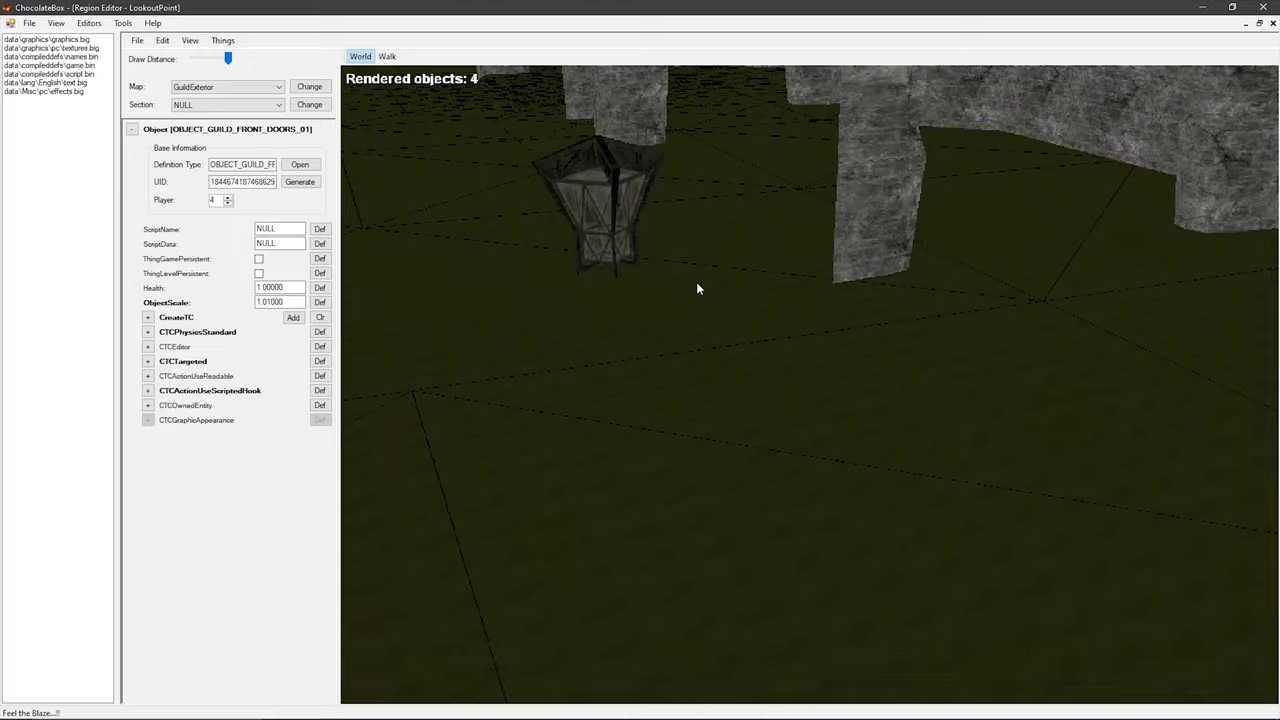 ChocolateBox - [Region Editor - LookoutPoint]
File View Editors Tools Help
data\graphics\graphics.big
data\graphics\pc\textures.big
data\compileddefs\names.bin
data\compileddefs\game.bin
data\compileddefs\script.bin
data\lang\English\text.big
data\Misc\pc\effects.big
File Edit View Things
Draw Distance:
Map: GuildExterior Change
Section: NULL Change
- Object [OBJECT_GUILD_FRONT_DOORS_01]
Base Information
Definition Type: OBJECT_GUILD_FF Open
UID: 1844674187468629 Generate
Player: 4
ScriptName: NULL Def
ScriptData: NULL Def
ThingGamePersistent: Def
ThingLevelPersistent: Def
Health: 1.00000 Def
ObjectScale: 1.01000 Def
+ CreateTC Add Clr
+ CTCPhysicsStandard Def
+ CTCEditor Def
+ CTCTargeted Def
+ CTCActionUseReadable Def
+ CTCActionUseScriptedHook Def
+ CTCOwnedEntity Def
+ CTCGraphicAppearance Def
World Walk
Rendered objects: 4
Feel the Blaze...!!